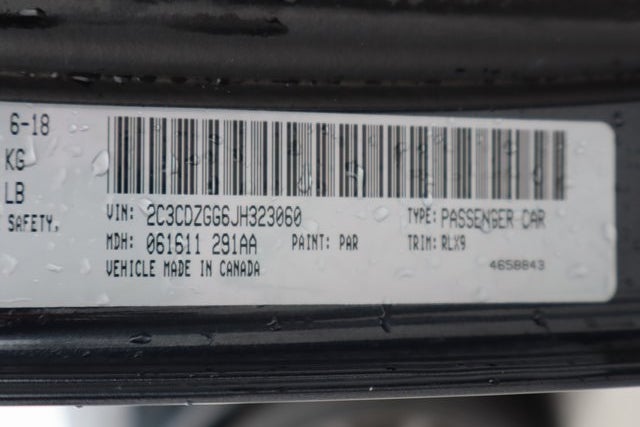 6-18
KG
LB
SAFETY,
VIN: 2C3CDZGG6JH323060 TYPE: PASSENGER CAR
MDH: 061611 291AA PAINT: PAR TRIM: RLX9
VEHICLE MADE IN CANADA 4658843